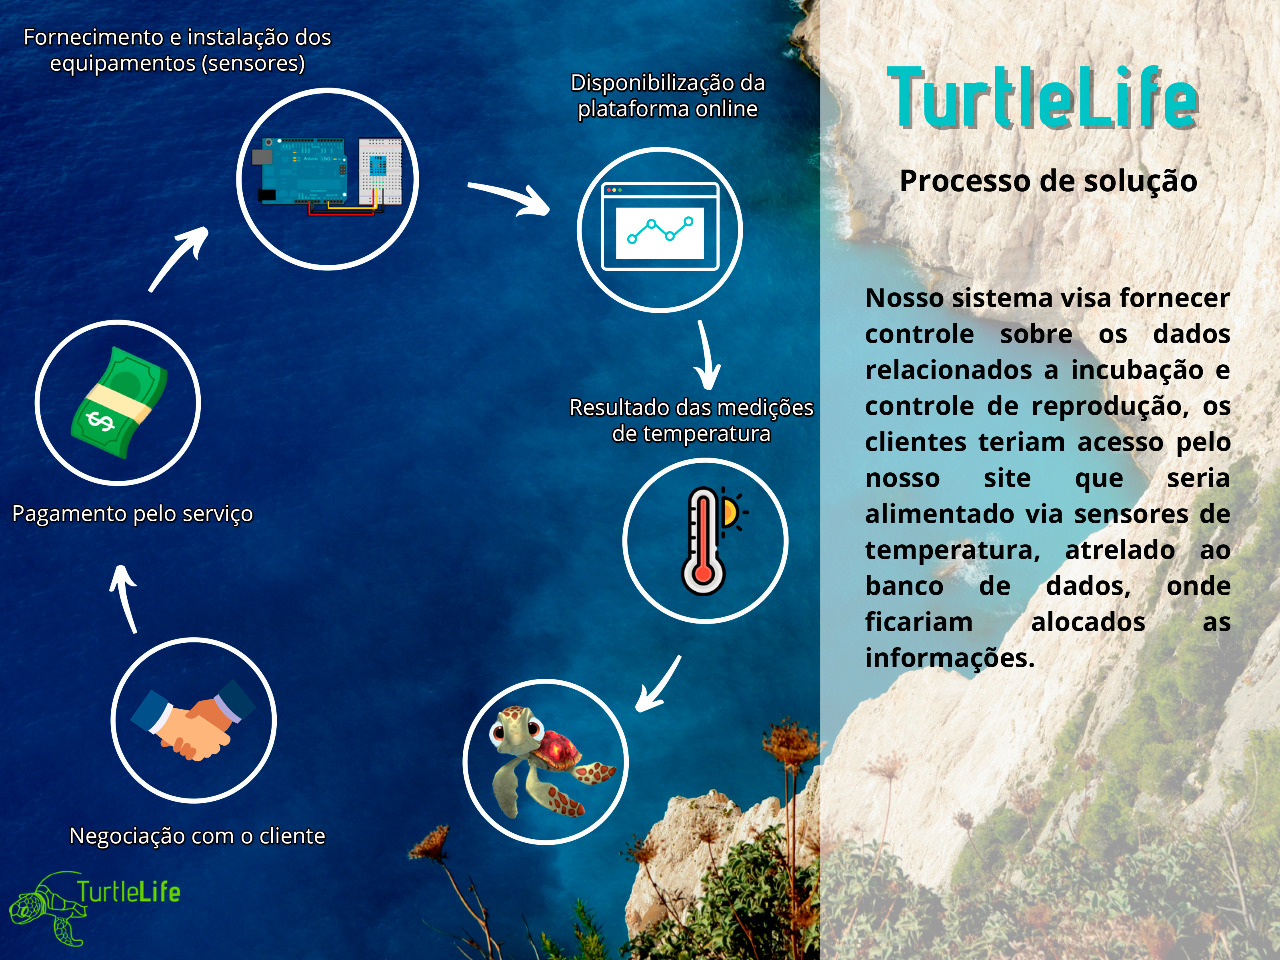 Fornecimento e instalação dos
equipamentos (sensores)
Disponibilização da
plataforma online
Resultado das medições
de temperatura
Pagamento pelo serviço
Negociação com o cliente
TurtleLife
TurtleLife
Processo de solução
Nosso sistema visa fornecer
controle sobre os dados
relacionados a incubação e
controle de reprodução, os
clientes teriam acesso pelo
nosso site que seria
alimentado via sensores de
temperatura, atrelado ao
banco de dados, onde
ficariam alocados as
informações.